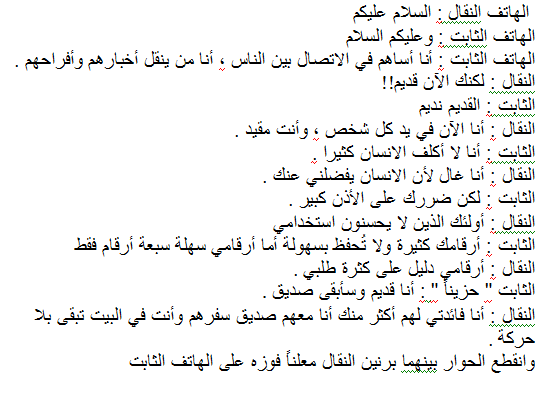 الهاتف النقال : السلام عليكم
الهاتف الثابت : وعليكم السلام
الهاتف الثابت : أنا أساهم في الاتصال بين الناس ، أنا من ينقل أخبارهم وأفراحهم .
النقال : لكنك الآن قديم!!
الثابت : القديم نديم
النقال : أنا الآن في يد كل شخص ، وأنت مقيد .
الثابت : أنا لا أكلف الانسان كثيرا .
النقال : أنا غال لأن الانسان يفضلني عنك .
الثابت : لكن ضررك على الأذن كبير .
النقال : أولئك الذين لا يحسنون استخدامي
الثابت : أرقامك كثيرة ولا تُحفظ بسهولة أما أرقامي سهلة سبعة أرقام فقط
النقال : أرقامي دليل على كثرة طلبي .
الثابت " حزيناً " : أنا قديم وسأبقى صديق .
النقال : أنا فائدتي لهم أكثر منك أنا معهم صديق سفرهم وأنت في البيت تبقى بلا
حركة .
وانقطع الحوار بينهما برنين النقال معلناً فوزه على الهاتف الثابت